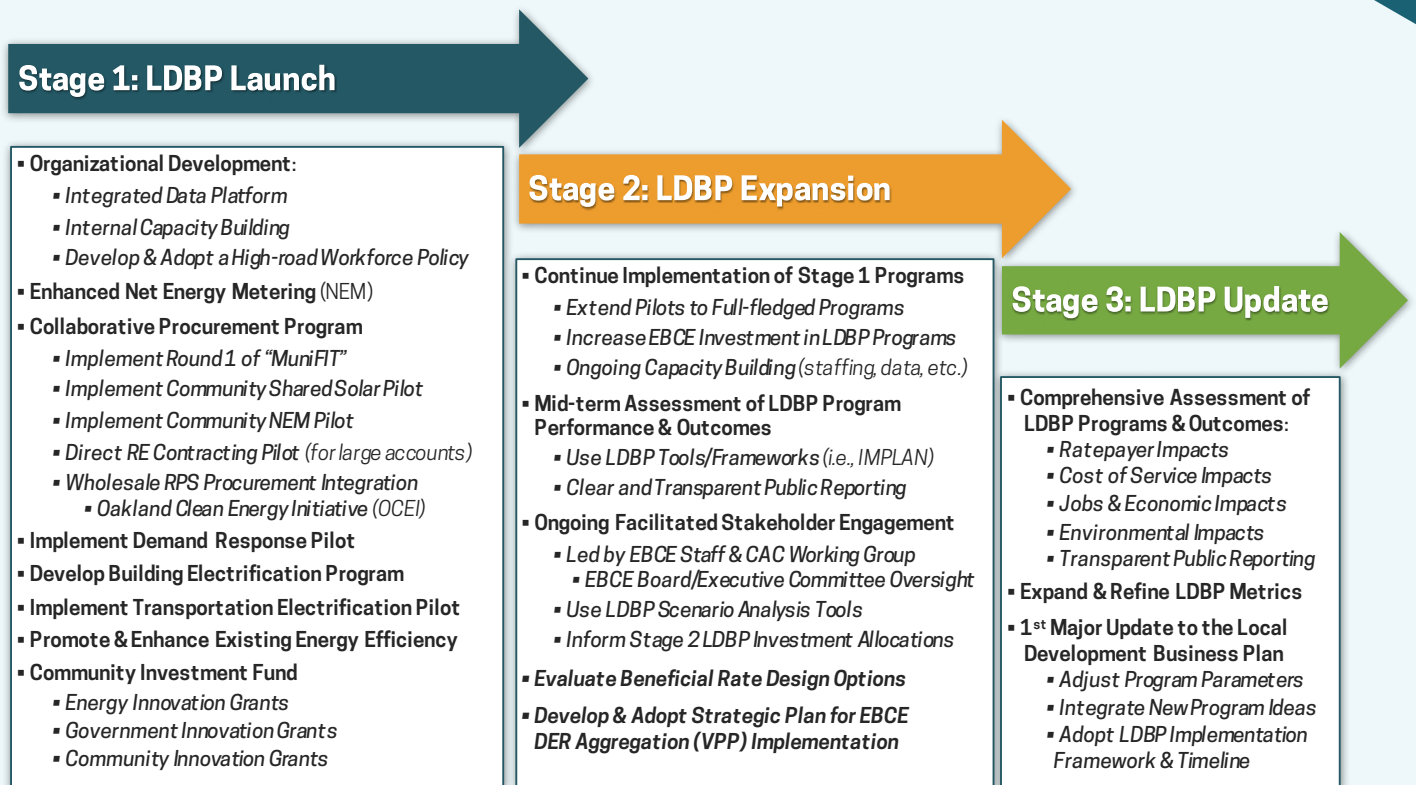 Stage 1: LDBP Launch
▪ Organizational Development:
▪ Integrated Data Platform
▪ Internal Capacity Building
▪ Develop & Adopt a High-road Workforce Policy
▪ Enhanced Net Energy Metering (NEM)
▪ Collaborative Procurement Program
▪ Implement Round 1 of “MuniFIT”
▪ Implement Community Shared Solar Pilot
▪ Implement Community NEM Pilot
▪ Direct RE Contracting Pilot (for large accounts)
▪ Wholesale RPS Procurement Integration
▪ Oakland Clean Energy Initiative (OCEI)
▪ Implement Demand Response Pilot
▪ Develop Building Electrification Program
▪ Implement Transportation Electrification Pilot
▪ Promote & Enhance Existing Energy Efficiency
▪ Community Investment Fund
▪ Energy Innovation Grants
▪ Government Innovation Grants
▪ Community Innovation Grants
Stage 2: LDBP Expansion
▪ Continue Implementation of Stage 1 Programs
▪ Extend Pilots to Full-fledged Programs
▪ Increase EBCE Investment in LDBP Programs
▪ Ongoing Capacity Building (staffing, data, etc.)
▪ Mid-term Assessment of LDBP Program
Performance & Outcomes
▪ Use LDBP Tools/Frameworks (i.e., IMPLAN)
▪ Clear and Transparent Public Reporting
▪ Ongoing Facilitated Stakeholder Engagement
▪ Led by EBCE Staff & CAC Working Group
▪ EBCE Board/Executive Committee Oversight
▪ Use LDBP Scenario Analysis Tools
▪ Inform Stage 2 LDBP Investment Allocations
▪ Evaluate Beneficial Rate Design Options
▪ Develop & Adopt Strategic Plan for EBCE
DER Aggregation (VPP) Implementation
Stage 3: LDBP Update
▪ Comprehensive Assessment of
LDBP Programs & Outcomes:
▪ Ratepayer Impacts
▪ Cost of Service Impacts
▪ Jobs & Economic Impacts
▪ Environmental Impacts
▪ Transparent Public Reporting
▪ Expand & Refine LDBP Metrics
▪ 1st Major Update to the Local
Development Business Plan
▪ Adjust Program Parameters
▪ Integrate New Program Ideas
▪ Adopt LDBP Implementation
Framework & Timeline